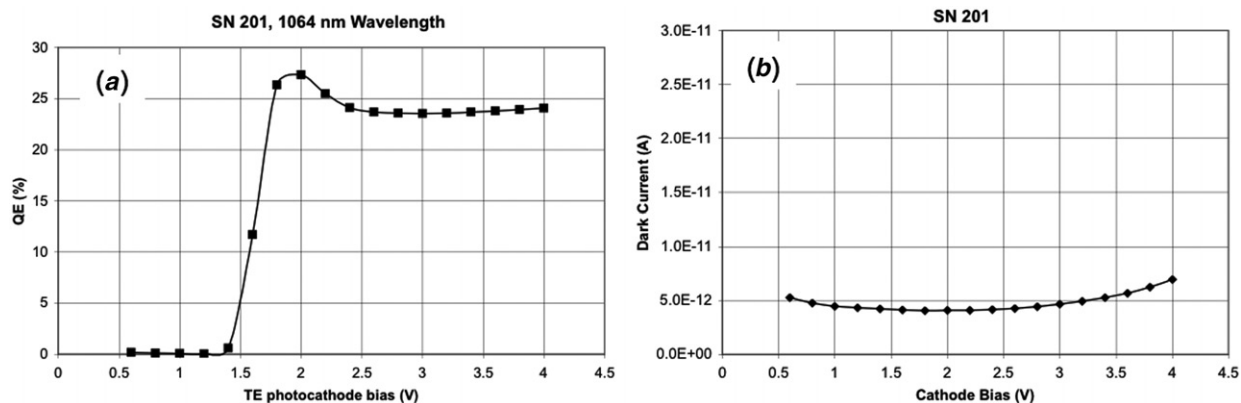 SN 201, 1064 nm Wavelength
(a)
30
25
20
15
10
5
0
QE (%)
0 0.5 1 1.5 2 2.5 3 3.5 4 4.5
TE photocathode bias (V)
SN 201
(b)
3.0E-11
2.5E-11
2.0E-11
1.5E-11
1.0E-11
5.0E-12
0.0E+00
Dark Current (A)
0 0.5 1 1.5 2 2.5 3 3.5 4 4.5
Cathode Bias (V)